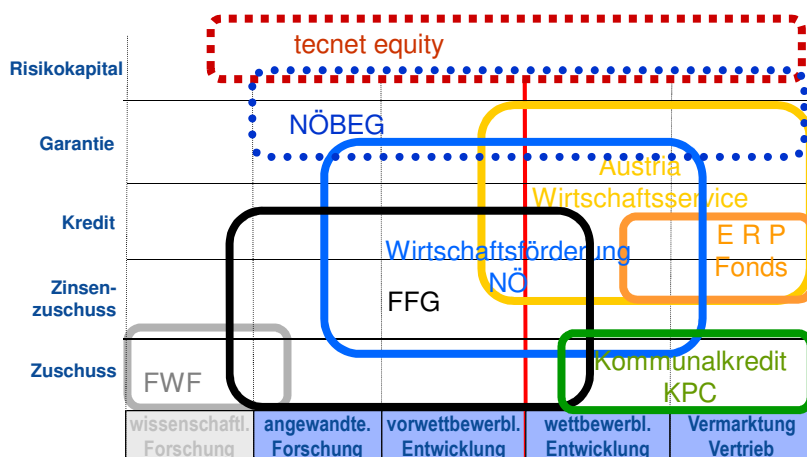 tecnet equity
Risikokapital
NÖBEG
Garantie
Austria
Wirtschaftsservice
Kredit
E R P
Fonds
Wirtschaftsförderung
NÖ
Zinsen-
zuschuss
FFG
Kommunalkredit
KPC
Zuschuss
FWF
wissenschaftl.
Forschung
angewandte.
Forschung
vorwettbewerbl.
Entwicklung
wettbewerbl.
Entwicklung
Vermarktung
Vertrieb